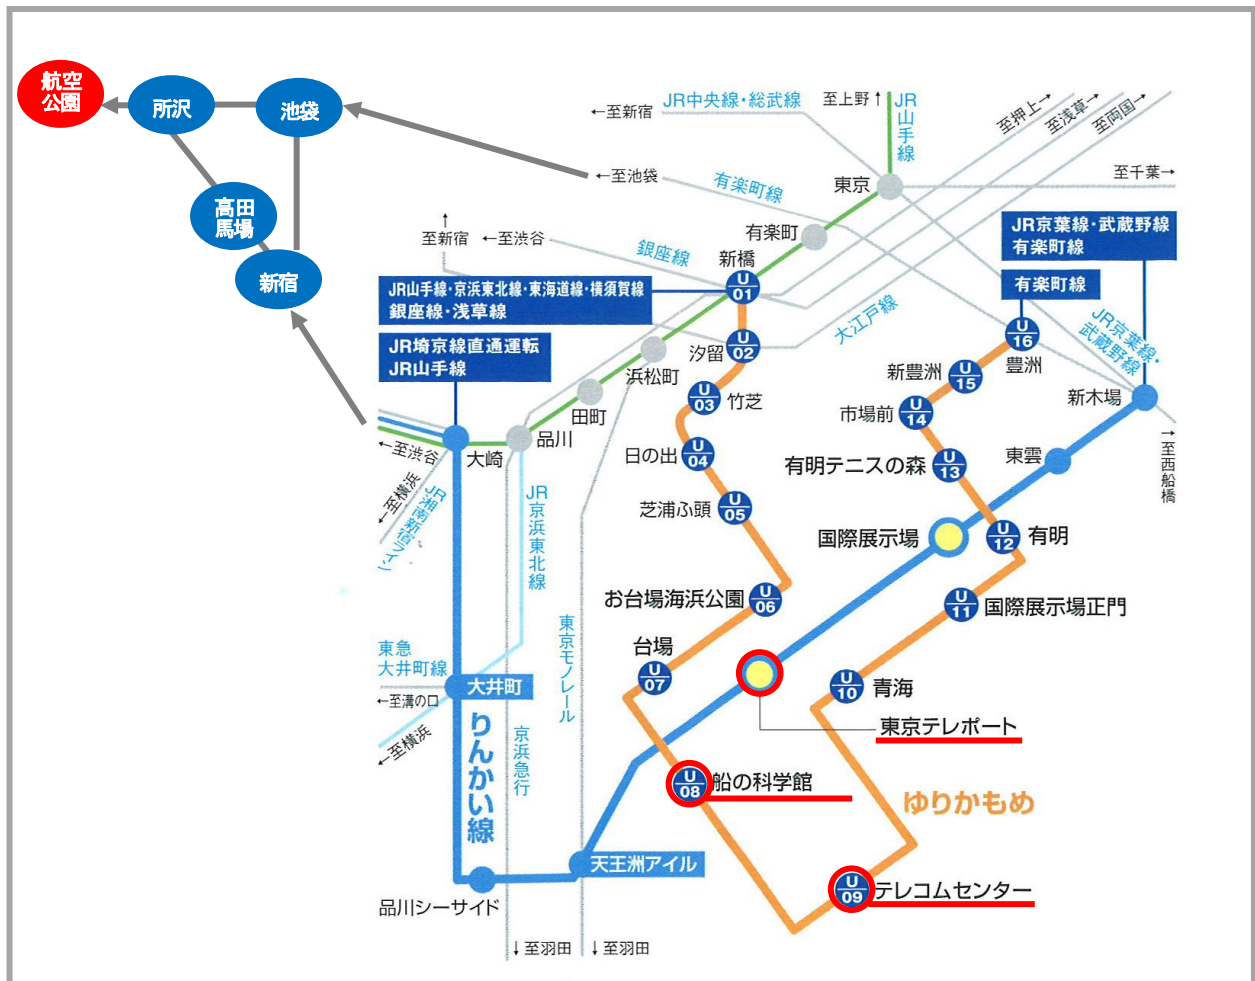 航空
公園
所沢
池袋
高田
馬場
新宿
←至新宿
JR中央線・総武線
至上野↑
JR山手線
至押上→
至浅草→
至両国→
←至池袋
有楽町線
東京
至千葉→
↑
至新宿
←至渋谷
銀座線
有楽町
新橋
JR京葉線・武蔵野線
有楽町線
有楽町線
JR山手線・京浜東北線・東海道線・横須賀線
銀座線・浅草線
U
01
大江戸線
JR京葉線・
武蔵野線
U
16
豊洲
JR埼京線直通運転
JR山手線
浜松町
汐留
U
02
新豊洲
U
15
新木場
田町
U
03
竹芝
市場前
U
14
←至渋谷
大崎
品川
日の出
U
04
有明テニスの森
U
13
東雲
→至西船橋
←至横浜
JR湘南新宿ライン
JR京浜東北線
芝浦ふ頭
U
05
国際展示場
U
12
有明
お台場海浜公園
U
06
U
11
国際展示場正門
東急
大井町線
東京モノレール
台場
U
07
U
10
青海
大井町
←至溝の口
←至横浜
りんかい線
京浜急行
東京テレポート
U
08
船の科学館
ゆりかもめ
天王洲アイル
U
09
テレコムセンター
品川シーサイド
↓至羽田
↓至羽田